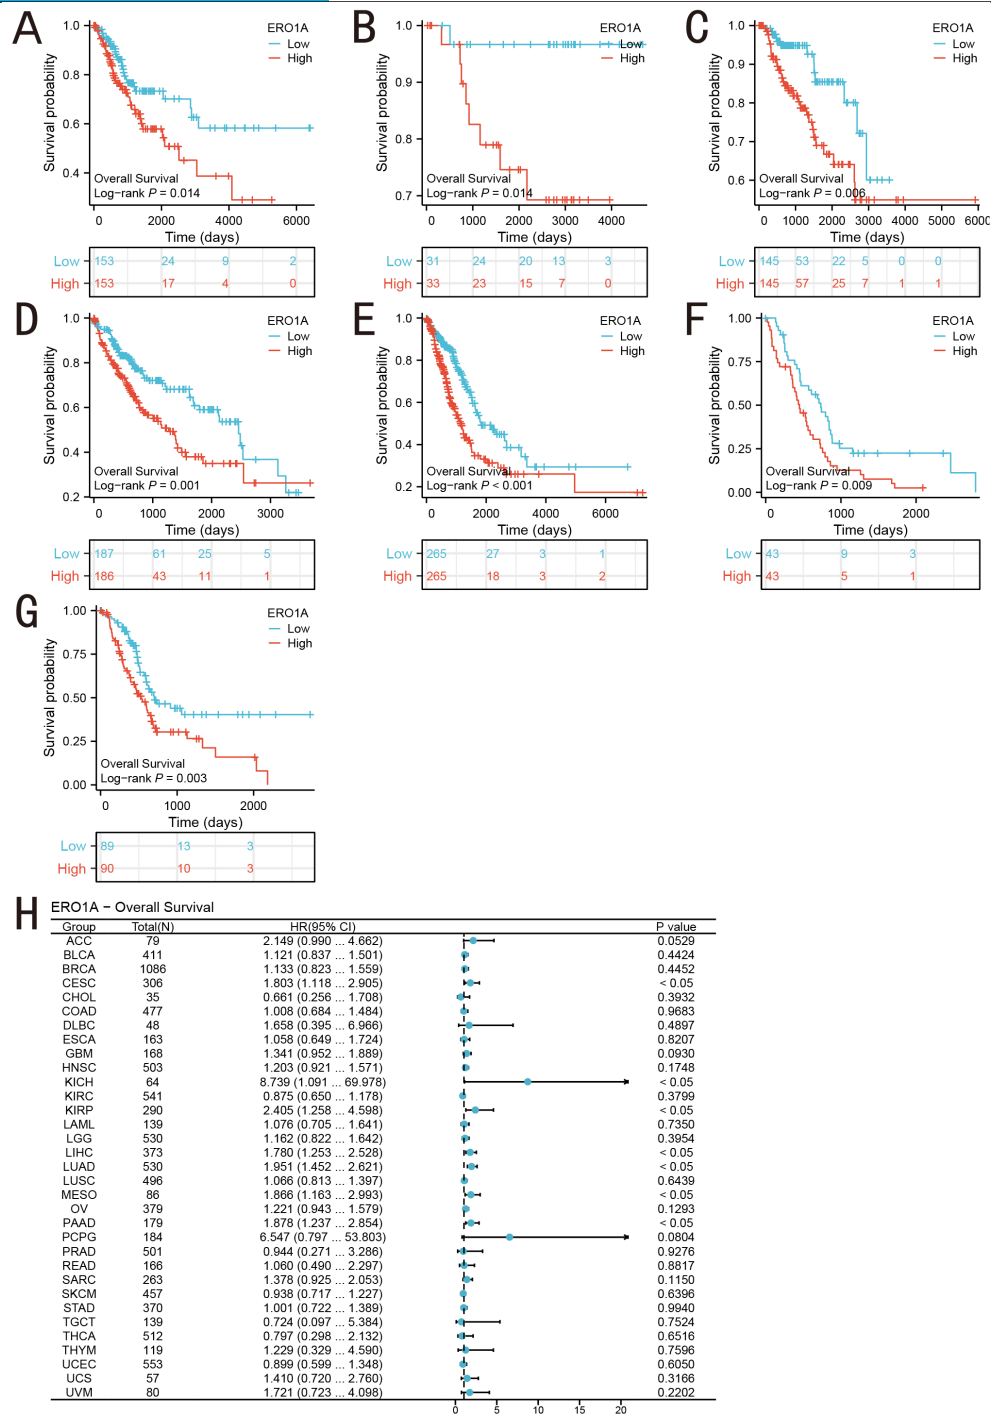 A
ERO1A
Low
High
1.0
0.8
0.6
0.4
Survival probability
Overall Survival
Log-rank P = 0.014
0 2000 4000 6000
Time (days)
Low 153 24 9 2
High 153 17 4 0
B
ERO1A
Low
High
1.0
0.9
0.8
0.7
Survival probability
Overall Survival
Log-rank P = 0.014
0 1000 2000 3000 4000
Time (days)
Low 31 24 20 13 3
High 33 23 15 7 0
C
ERO1A
Low
High
1.0
0.9
0.8
0.7
0.6
Survival probability
Overall Survival
Log-rank P = 0.006
0 1000 2000 3000 4000 5000 6000
Time (days)
Low 145 53 22 5 0 0
High 145 57 25 7 1 1
D
ERO1A
Low
High
1.0
0.8
0.6
0.4
0.2
Survival probability
Overall Survival
Log-rank P = 0.001
0 1000 2000 3000
Time (days)
Low 187 61 25 5
High 186 43 11 1
E
ERO1A
Low
High
1.0
0.8
0.6
0.4
0.2
Survival probability
Overall Survival
Log-rank P < 0.001
0 2000 4000 6000
Time (days)
Low 265 27 3 1
High 265 18 3 2
F
ERO1A
Low
High
1.00
0.75
0.50
0.25
0.00
Survival probability
Overall Survival
Log-rank P = 0.009
0 1000 2000
Time (days)
Low 43 9 3
High 43 5 1
G
ERO1A
Low
High
1.00
0.75
0.50
0.25
0.00
Survival probability
Overall Survival
Log-rank P = 0.003
0 1000 2000
Time (days)
Low 89 13 3
High 90 10 3
H
ERO1A − Overall Survival
Group Total(N) HR(95% CI) P value
ACC 79 2.149 (0.990 ... 4.662) 0.0529
BLCA 411 1.121 (0.837 ... 1.501) 0.4424
BRCA 1086 1.133 (0.823 ... 1.559) 0.4452
CESC 306 1.803 (1.118 ... 2.905) < 0.05
CHOL 35 0.661 (0.256 ... 1.708) 0.3932
COAD 477 1.008 (0.684 ... 1.484) 0.9683
DLBC 48 1.658 (0.395 ... 6.966) 0.4897
ESCA 163 1.058 (0.649 ... 1.724) 0.8207
GBM 168 1.341 (0.952 ... 1.889) 0.0930
HNSC 503 1.203 (0.921 ... 1.571) 0.1748
KICH 64 8.739 (1.091 ... 69.978) < 0.05
KIRC 541 0.875 (0.650 ... 1.178) 0.3799
KIRP 290 2.405 (1.258 ... 4.598) < 0.05
LAML 139 1.076 (0.705 ... 1.641) 0.7350
LGG 530 1.162 (0.822 ... 1.642) 0.3954
LIHC 373 1.780 (1.253 ... 2.528) < 0.05
LUAD 530 1.951 (1.452 ... 2.621) < 0.05
LUSC 496 1.066 (0.813 ... 1.397) 0.6439
MESO 86 1.866 (1.163 ... 2.993) < 0.05
OV 379 1.221 (0.943 ... 1.579) 0.1293
PAAD 179 1.878 (1.237 ... 2.854) < 0.05
PCPG 184 6.547 (0.797 ... 53.803) 0.0804
PRAD 501 0.944 (0.271 ... 3.286) 0.9276
READ 166 1.060 (0.490 ... 2.297) 0.8817
SARC 263 1.378 (0.925 ... 2.053) 0.1150
SKCM 457 0.938 (0.717 ... 1.227) 0.6396
STAD 370 1.001 (0.722 ... 1.389) 0.9940
TGCT 139 0.724 (0.097 ... 5.384) 0.7524
THCA 512 0.797 (0.298 ... 2.132) 0.6516
THYM 119 1.229 (0.329 ... 4.590) 0.7596
UCEC 553 0.899 (0.599 ... 1.348) 0.6050
UCS 57 1.410 (0.720 ... 2.760) 0.3166
UVM 80 1.721 (0.723 ... 4.098) 0.2202
0 5 10 15 20